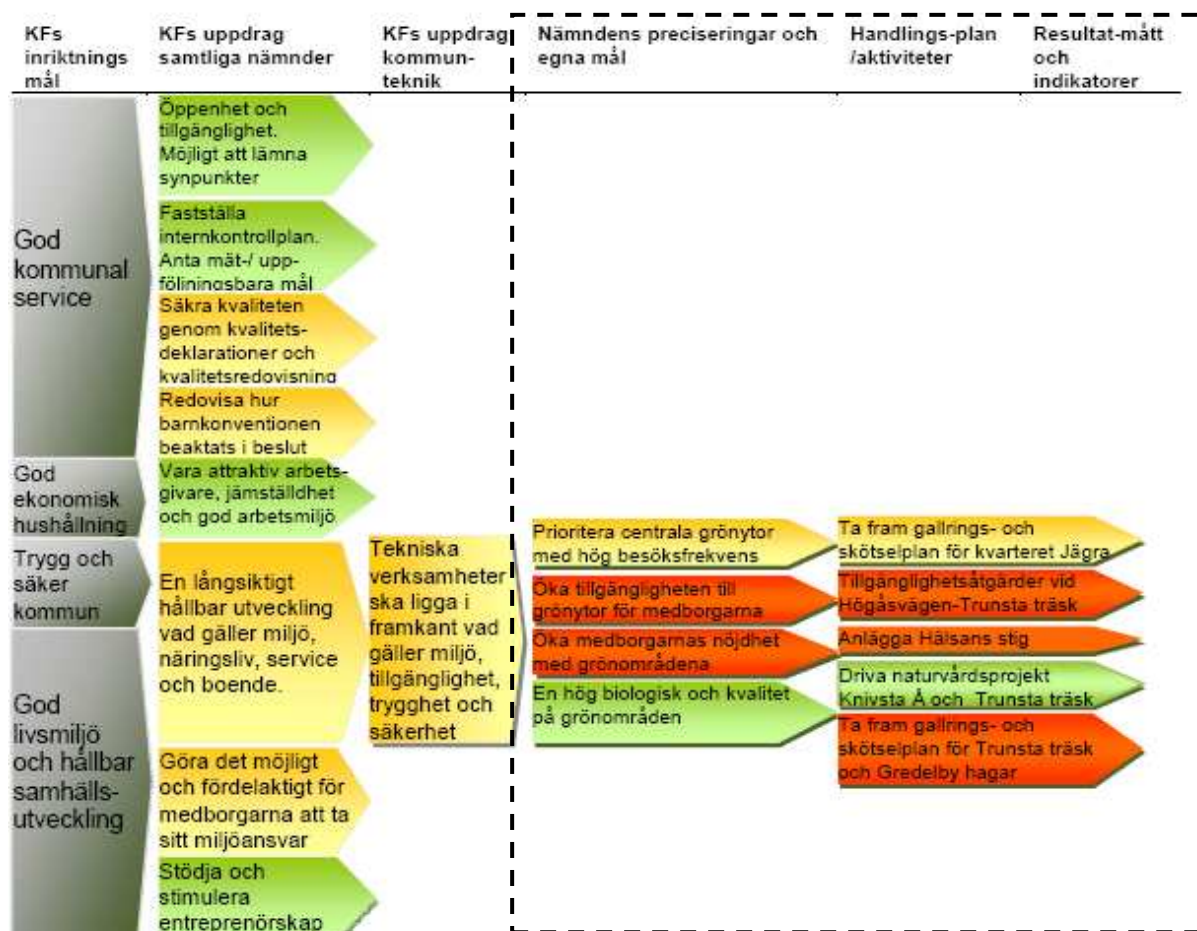 KFs
inriktnings
mål
KFs uppdrag
samtliga nämnder
KFs uppdrag
kommun-
teknik
Nämndens preciseringar och
egna mål
Handlings-plan
/aktiviteter
Resultat-mått
och
indikatorer
God
kommunal
service
God
ekonomisk
hushållning
Trygg och
säker
kommun
God
livsmiljö
och hållbar
samhälls-
utveckling
Öppenhet och
tillgänglighet.
Möjligt att lämna
synpunkter
Fastställa
internkontrollplan.
Anta mät-/ upp-
följningsbara mål
Säkra kvaliteten
genom kvalitets-
deklarationer och
kvalitetsredovisning
Redovisa hur
barnkonventionen
beaktats i beslut
Vara attraktiv arbets-
givare, jämställdhet
och god arbetsmiljö
En långsiktigt
hållbar utveckling
vad gäller miljö,
näringsliv, service
och boende.
Göra det möjligt
och fördelaktigt för
medborgarna att ta
sitt miljöansvar
Stödja och
stimulera
entreprenörskap
Tekniska
verksamheter
ska ligga i
framkant vad
gäller miljö,
tillgänglighet,
trygghet och
säkerhet
Prioritera centrala grönytor
med hög besöksfrekvens
Öka tillgängligheten till
grönytor för medborgarna
Öka medborgarnas nöjdhet
med grönområdena
En hög biologisk och kvalitet
på grönområden
Ta fram gallrings- och
skötselplan för kvarteret Jägra
Tillgänglighetsåtgärder vid
Högåsvägen-Trunsta träsk
Anlägga Hälsans stig
Driva naturvårdsprojekt
Knivsta Å och Trunsta träsk
Ta fram gallrings- och
skötselplan för Trunsta träsk
och Gredelby hagar